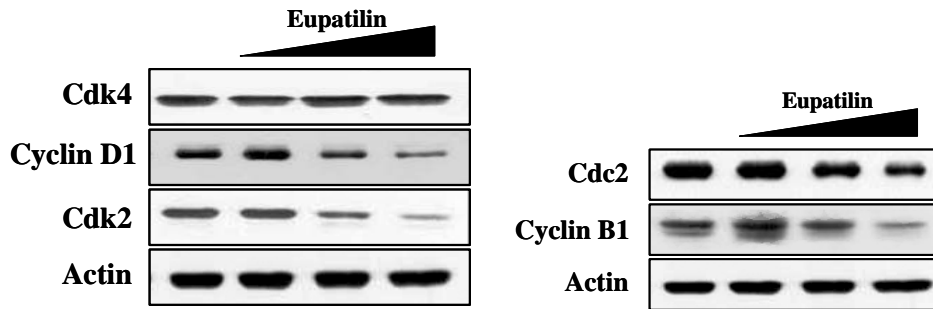 Eupatilin
Cdk4
Cyclin D1
Cdk2
Actin
Eupatilin
Cdc2
Cyclin B1
Actin